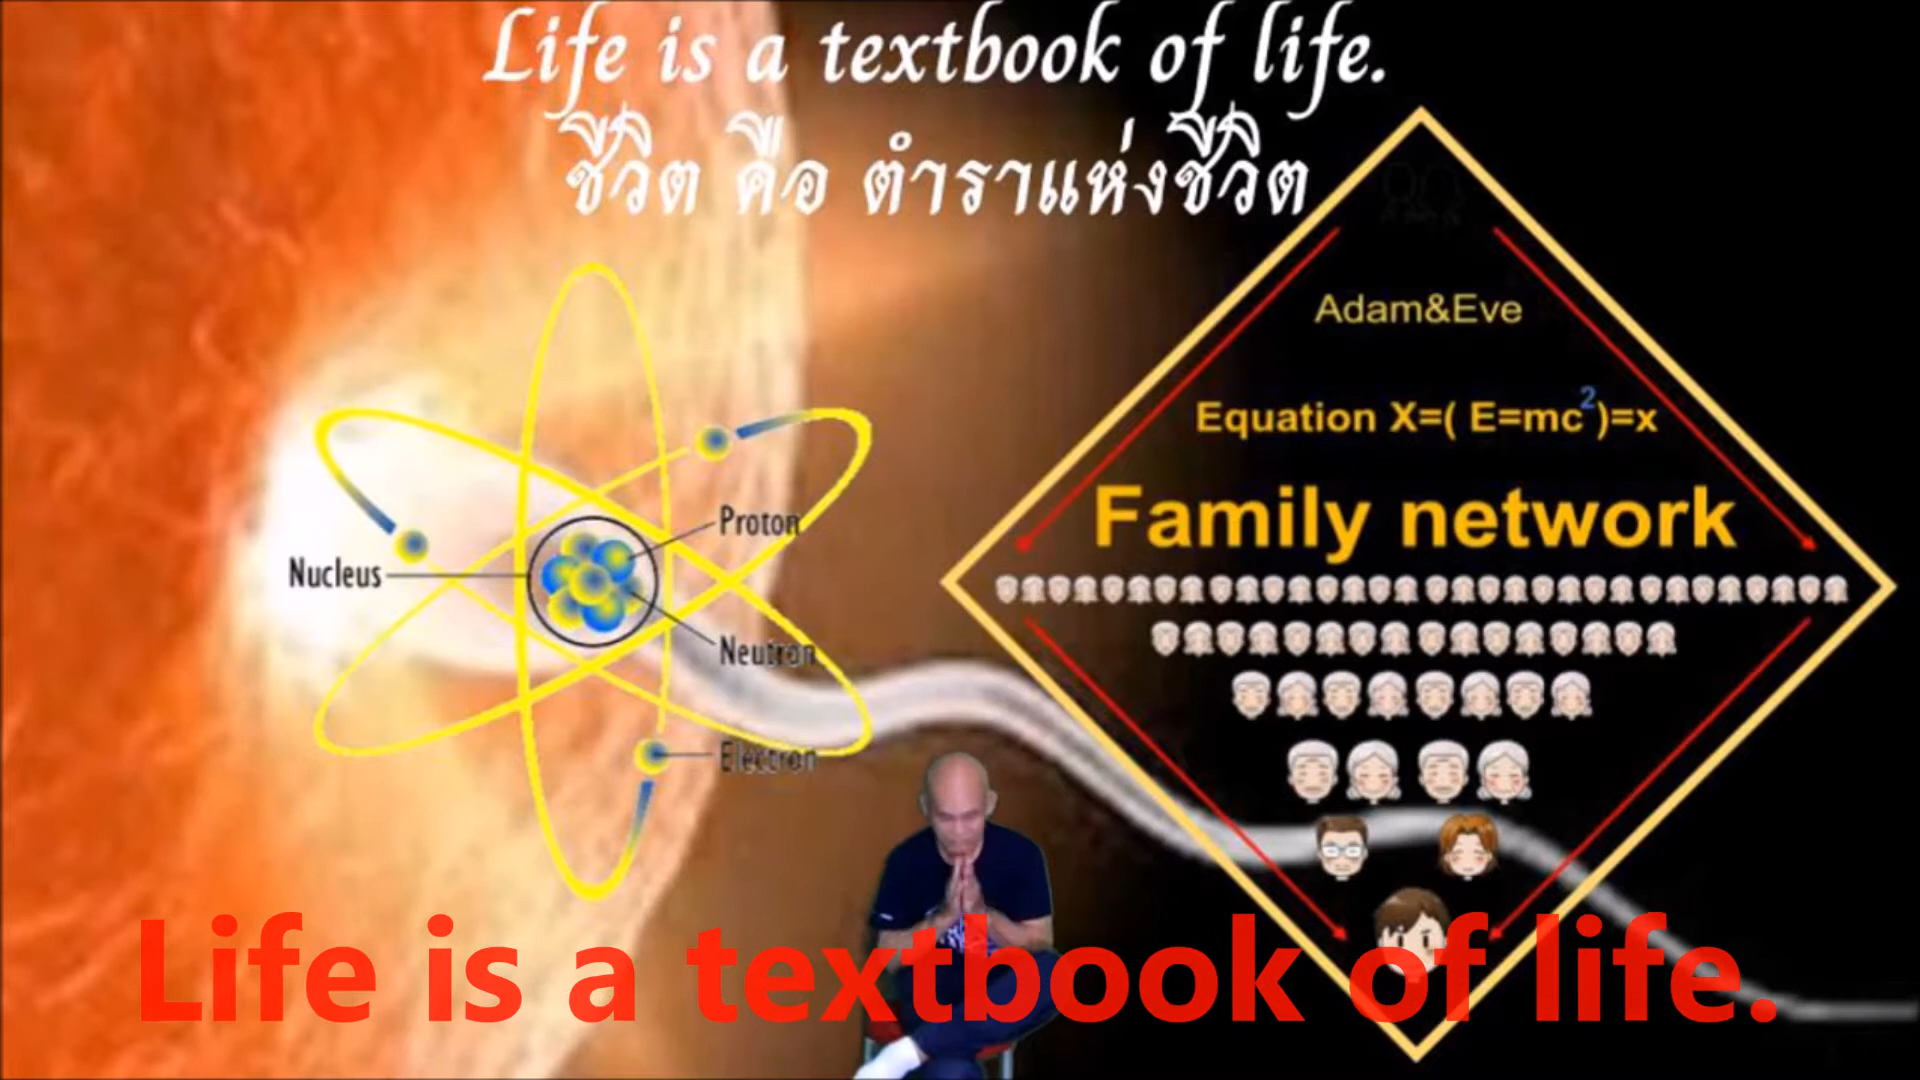 Life is a textbook of life.
ชีวิต คือ ตำราแห่งชีวิต
Adam&Eve
Equation X=( E=mc²)=x
Family network
Proton
Nucleus
Neutron
Electron
Life is a textbook of life.